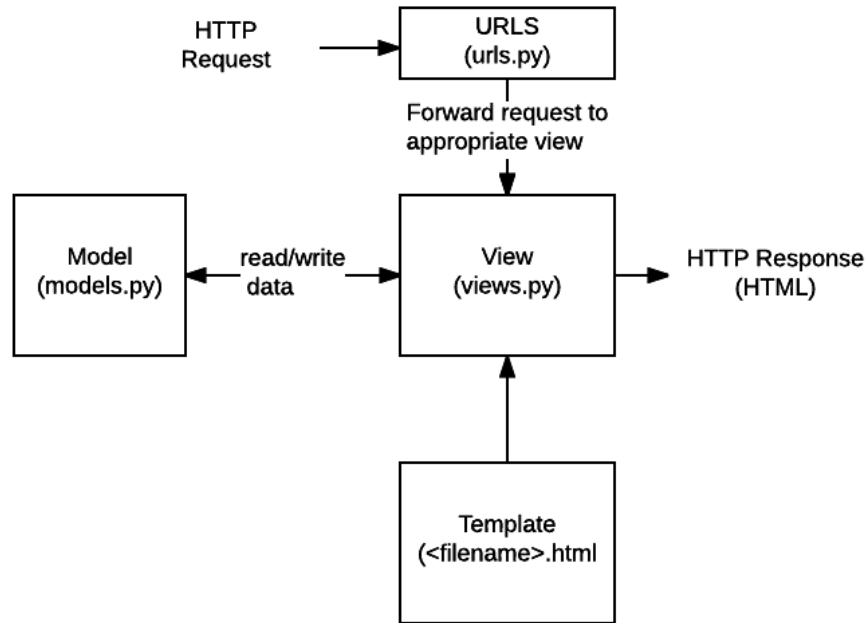 HTTP
Request
URLS
(urls.py)
Forward request to
appropriate view
Model
(models.py)
read/write
data
View
(views.py)
HTTP Response
(HTML)
Template
(<filename>.html